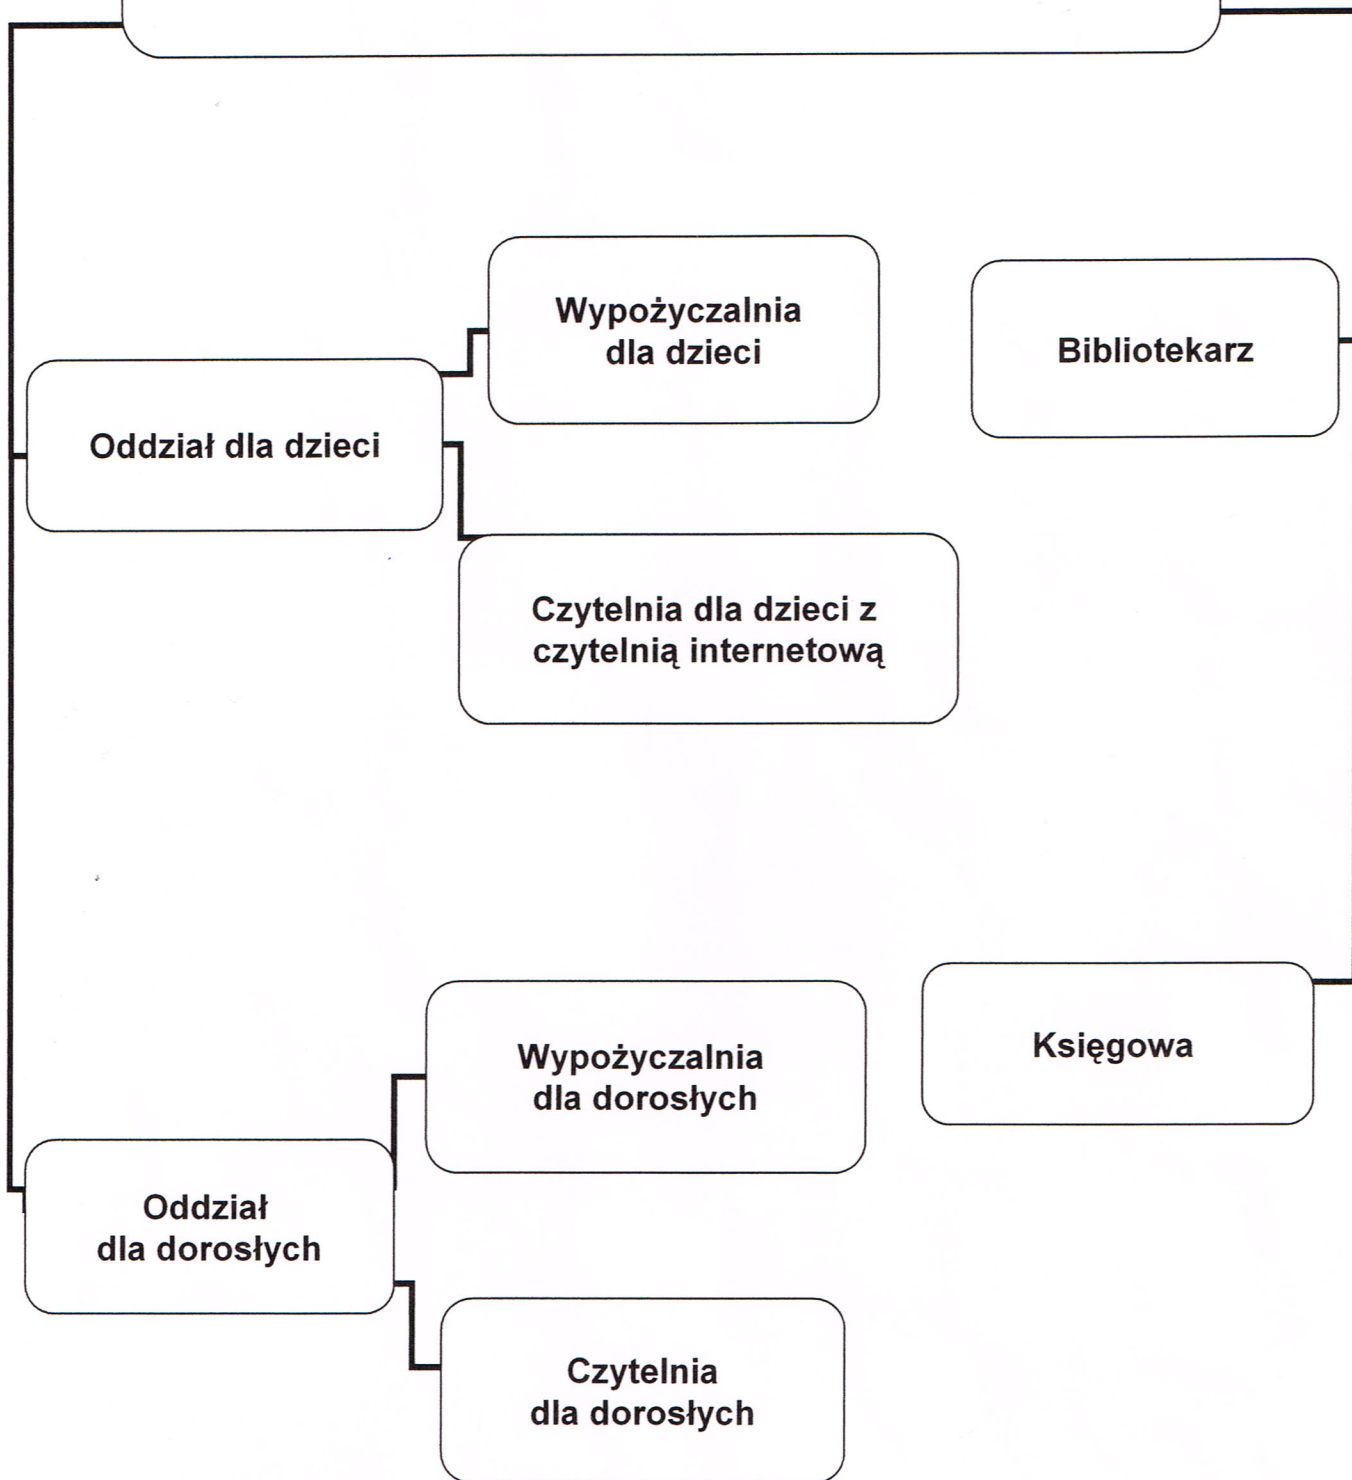 Wypożyczalnia
dla dzieci
Bibliotekarz
Oddział dla dzieci
Czytelnia dla dzieci z
czytelnią internetową
Wypożyczalnia
dla dorosłych
Księgowa
Oddział
dla dorosłych
Czytelnia
dla dorosłych